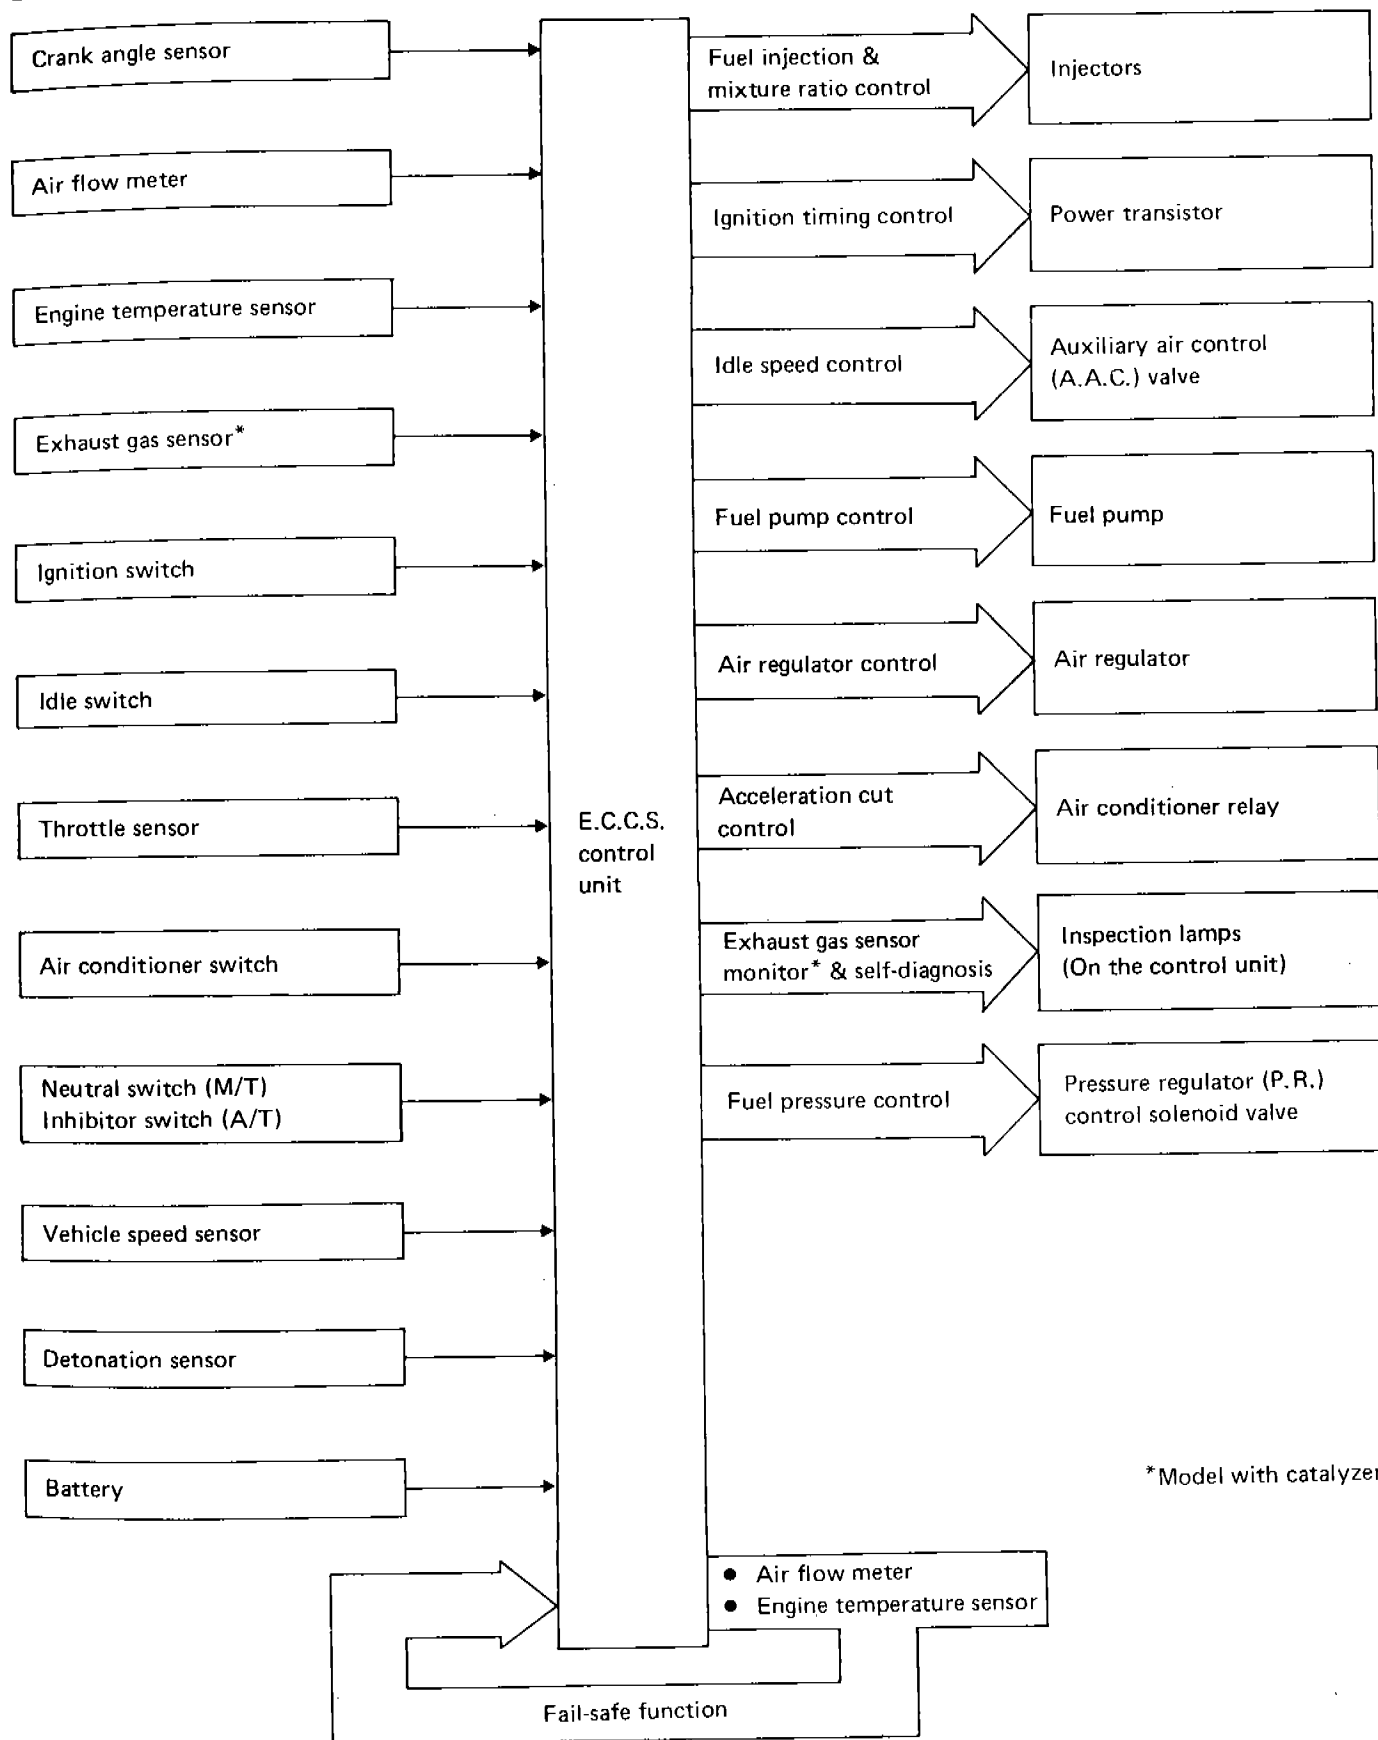 Crank angle sensor
Air flow meter
Engine temperature sensor
Exhaust gas sensor*
Ignition switch
Idle switch
Throttle sensor
Air conditioner switch
Neutral switch (M/T)
Inhibitor switch (A/T)
Vehicle speed sensor
Detonation sensor
Battery
E.C.C.S.
control
unit
Fuel injection &
mixture ratio control
Injectors
Ignition timing control
Power transistor
Idle speed control
Auxiliary air control
(A.A.C.) valve
Fuel pump control
Fuel pump
Air regulator control
Air regulator
Acceleration cut
control
Air conditioner relay
Exhaust gas sensor
monitor* & self-diagnosis
Inspection lamps
(On the control unit)
Fuel pressure control
Pressure regulator (P.R.)
control solenoid valve
*Model with catalyzer
● Air flow meter
● Engine temperature sensor
Fail-safe function